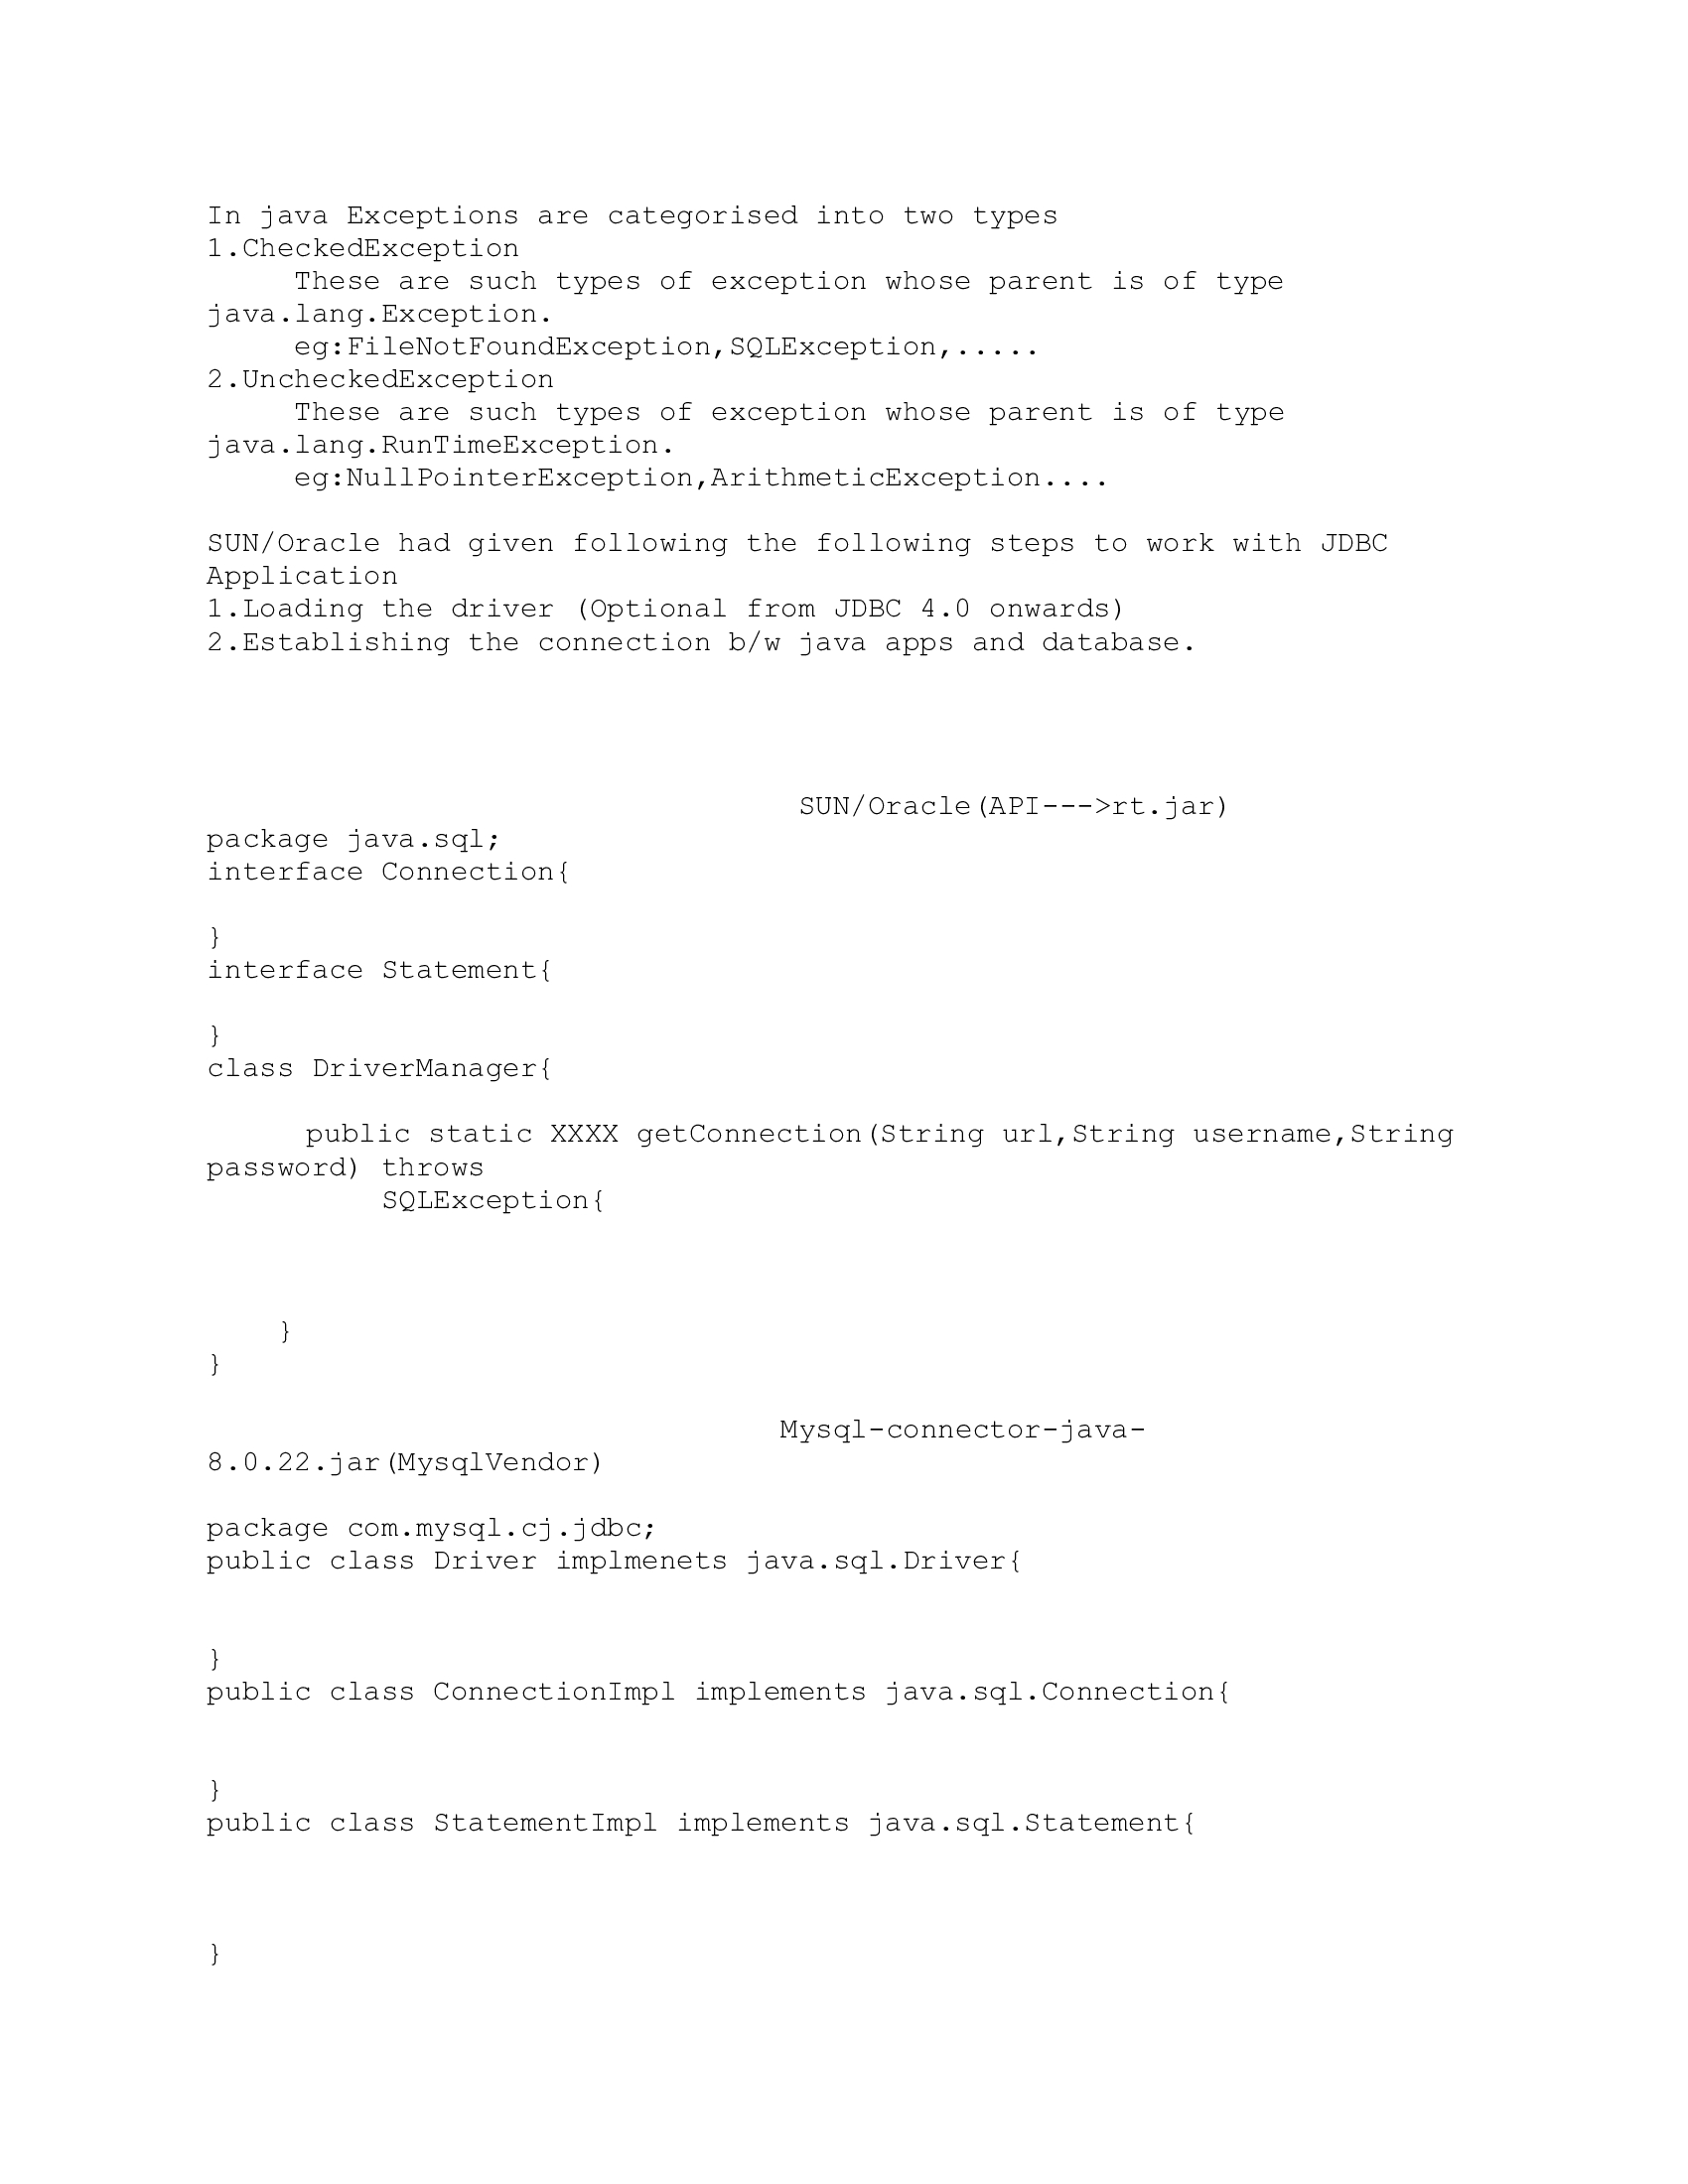 In java Exceptions are categorised into two types
1.CheckedException
     These are such types of exception whose parent is of type
java.lang.Exception.
     eg:FileNotFoundException,SQLException,.....
2.UncheckedException
     These are such types of exception whose parent is of type
java.lang.RunTimeException.
     eg:NullPointerException,ArithmeticException....
SUN/Oracle had given following the following steps to work with JDBC
Application
1.Loading the driver (Optional from JDBC 4.0 onwards)
2.Establishing the connection b/w java apps and database.
SUN/Oracle(API--->rt.jar)
package java.sql;
interface Connection{
}
interface Statement{
}
class DriverManager{
     public static XXXX getConnection(String url,String username,String
password) throws
          SQLException{
    }
}
Mysql-connector-java-
8.0.22.jar(MysqlVendor)
package com.mysql.cj.jdbc;
public class Driver implmenets java.sql.Driver{
}
public class ConnectionImpl implements java.sql.Connection{
}
public class StatementImpl implements java.sql.Statement{
}